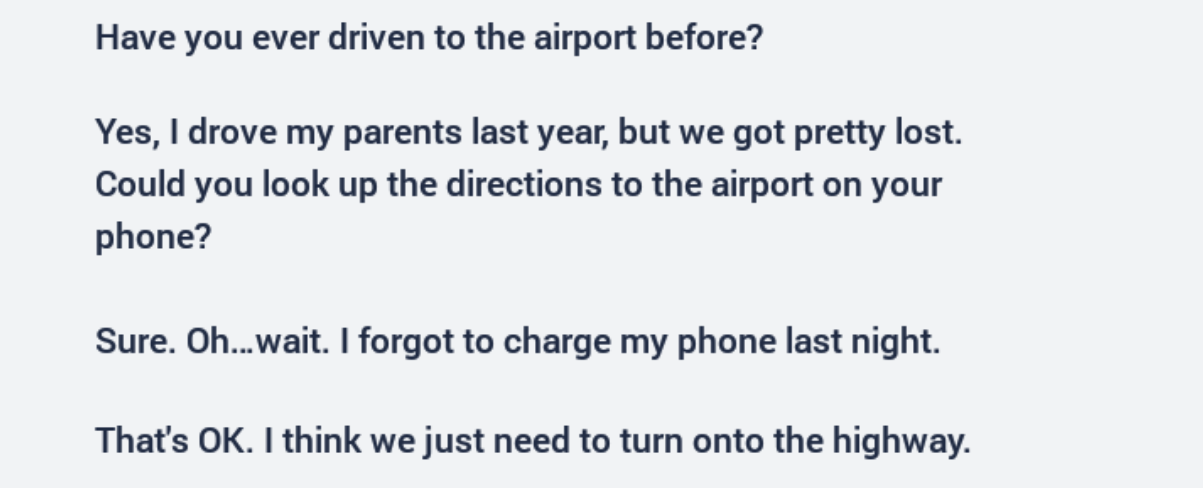 Have you ever driven to the airport before?
Yes, I drove my parents last year, but we got pretty lost.
Could you look up the directions to the airport on your
phone?
Sure. Oh...wait. I forgot to charge my phone last night.
That's OK. I think we just need to turn onto the highway.